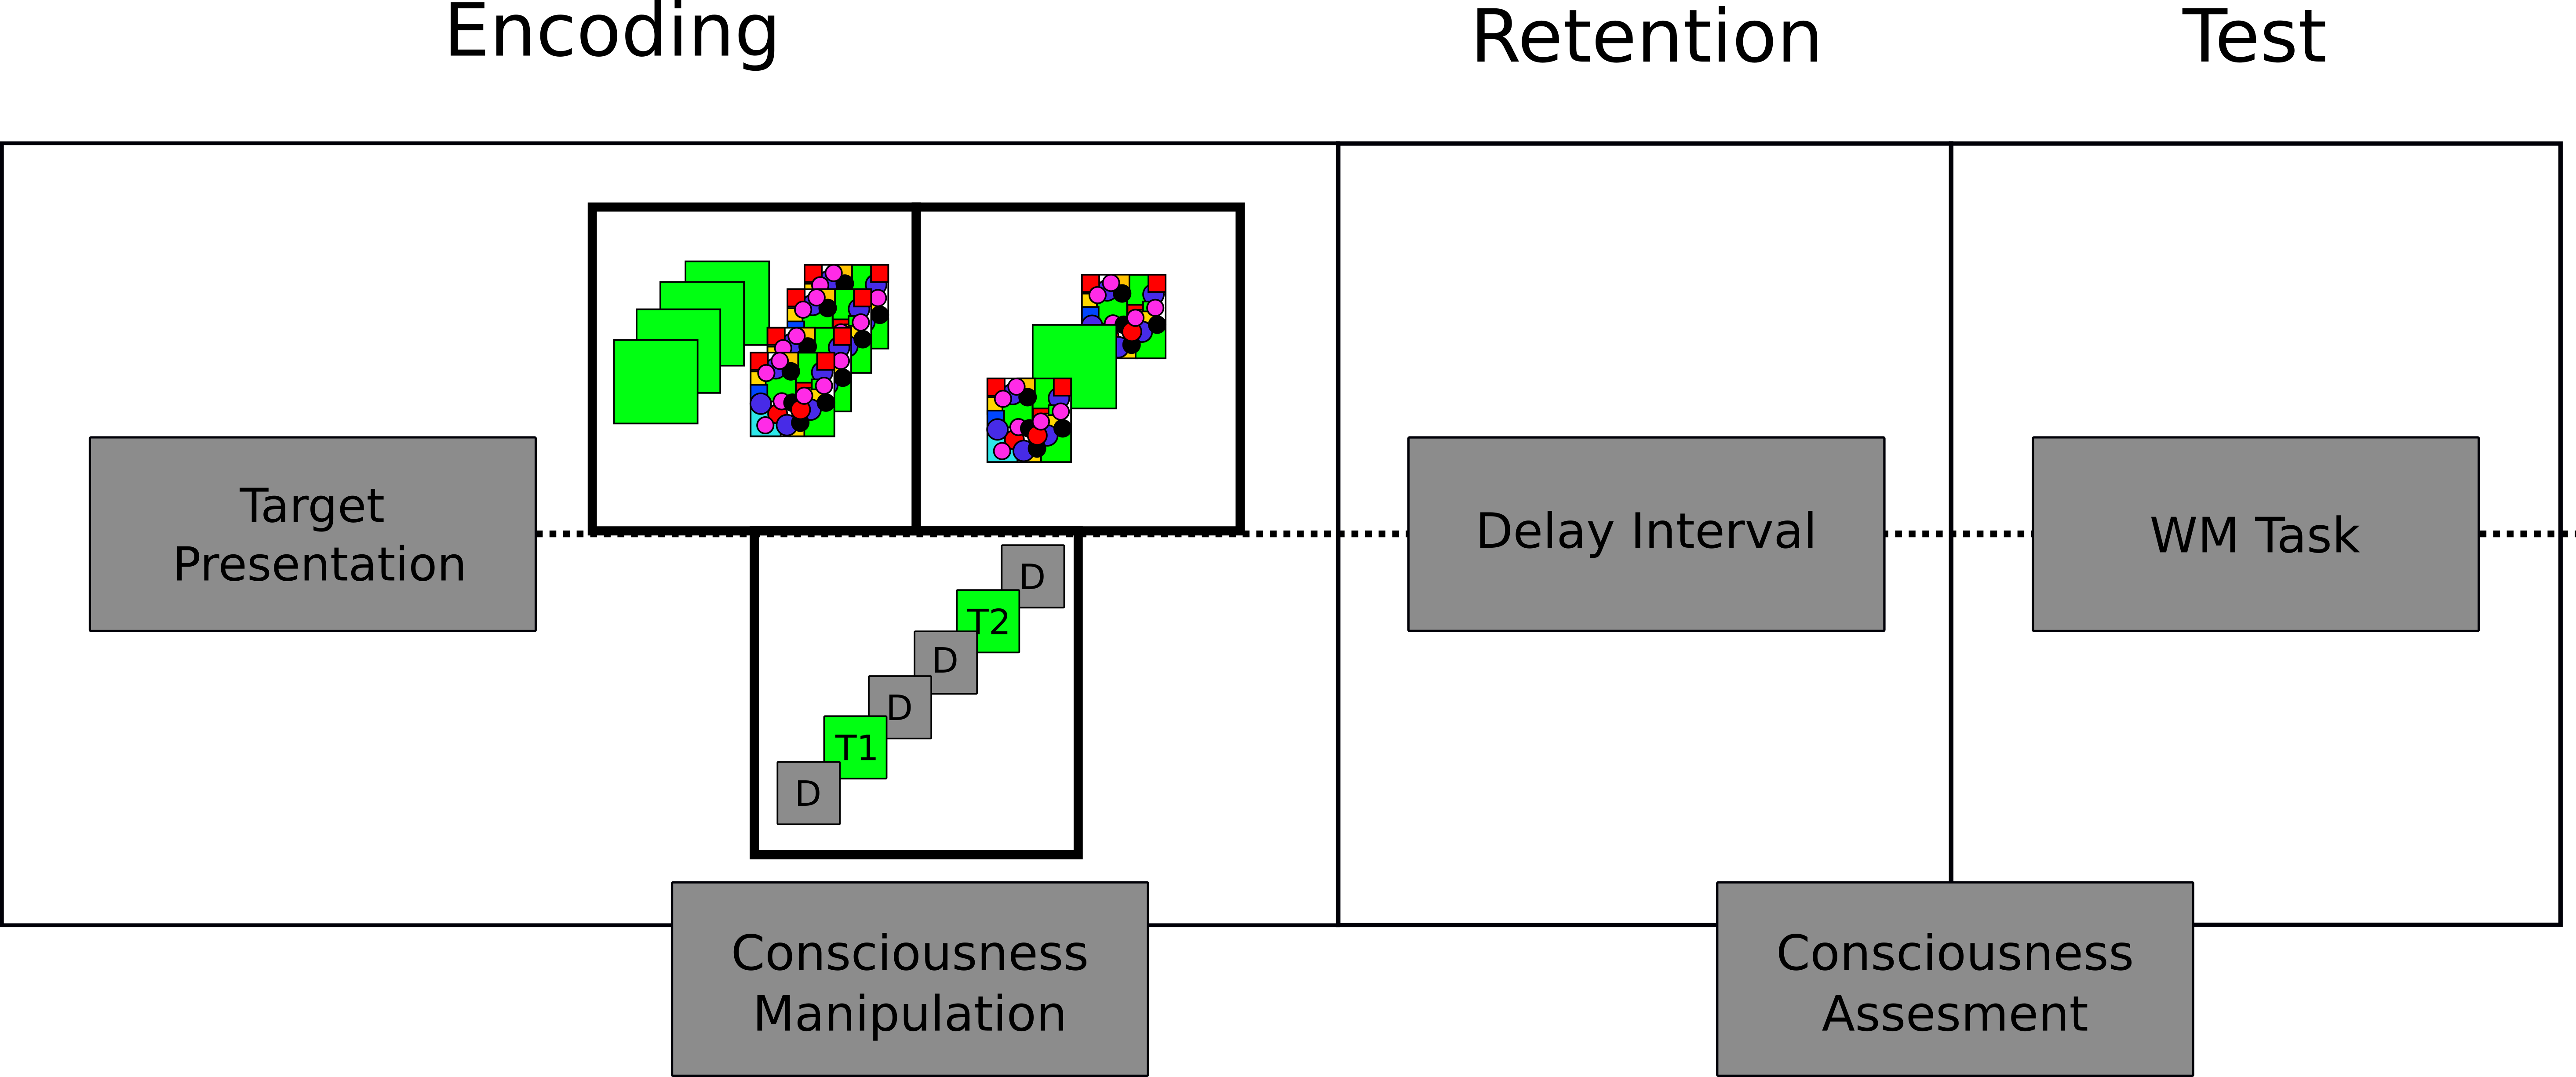 Encoding
Retention
Test
Target
Presentation
D
T2
D
D
T1
D
Delay Interval
WM Task
Consciousness
Manipulation
Consciousness
Assesment